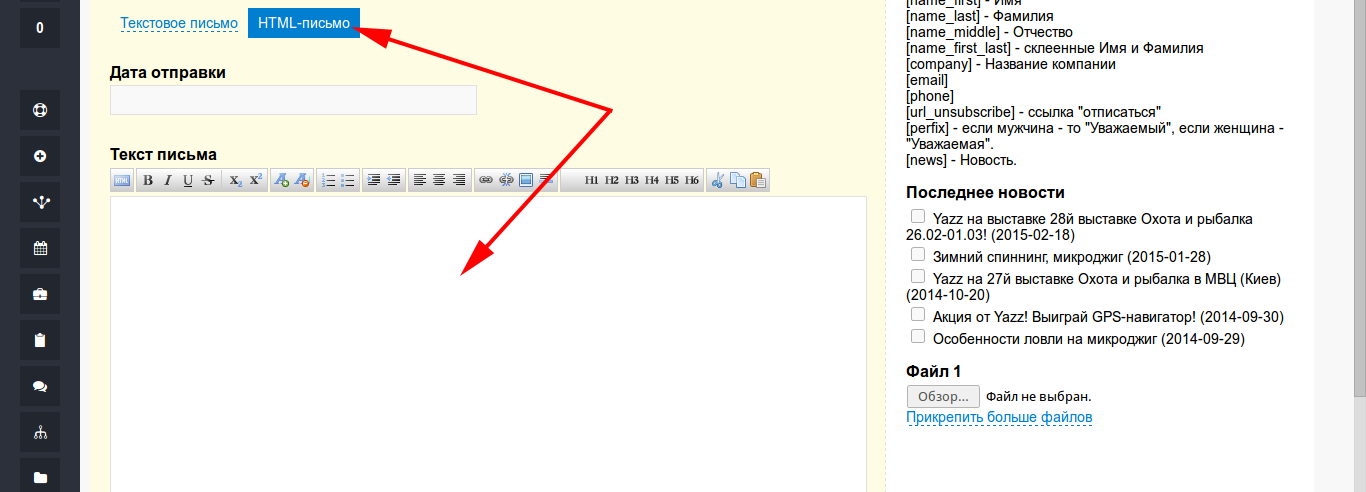 0
Текстовое письмо HTML-письмо
Дата отправки
Текст письма
HTML B I U S X₂ X² H1 H2 H3 H4 H5 H6
[name_first] - Имя
[name_last] - Фамилия
[name_middle] - Отчество
[name_first_last] - склеенные Имя и Фамилия
[company] - Название компании
[email]
[phone]
[url_unsubscribe] - ссылка "отписаться"
[perfix] - если мужчина - то "Уважаемый", если женщина -
"Уважаемая".
[news] - Новость.
Последнее новости
Yazz на выставке 28й выставке Охота и рыбалка
26.02-01.03! (2015-02-18)
Зимний спиннинг, микроджиг (2015-01-28)
Yazz на 27й выставке Охота и рыбалка в МВЦ (Киев)
(2014-10-20)
Акция от Yazz! Выиграй GPS-навигатор! (2014-09-30)
Особенности ловли на микроджиг (2014-09-29)
Файл 1
Обзор... Файл не выбран.
Прикрепить больше файлов